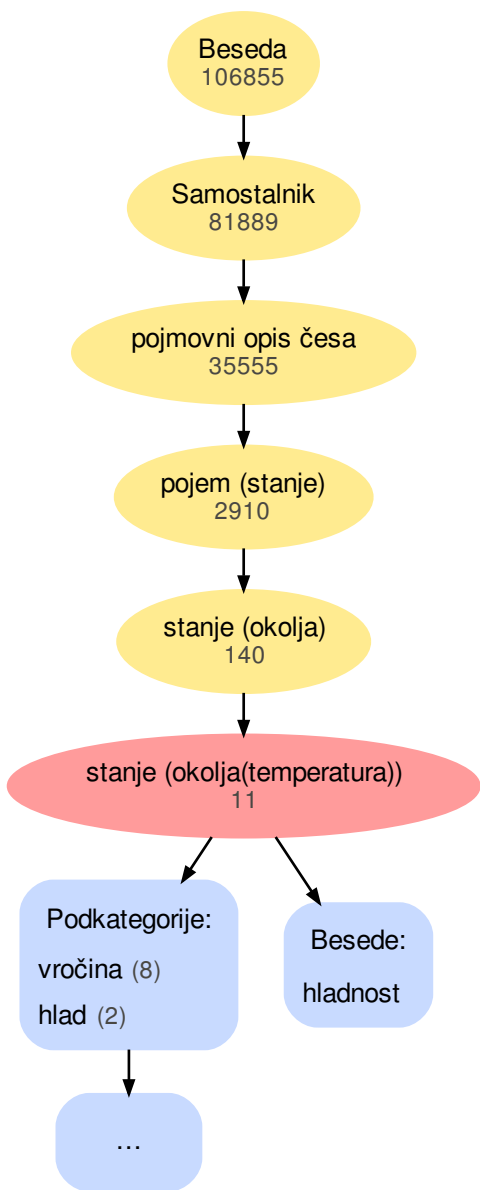 Beseda
106855
Samostalnik
81889
pojmovni opis česa
35555
pojem (stanje)
2910
stanje (okolja)
140
stanje (okolja(temperatura))
11
Podkategorije:
vročina (8)
hlad (2)
Besede:
hladnost
...